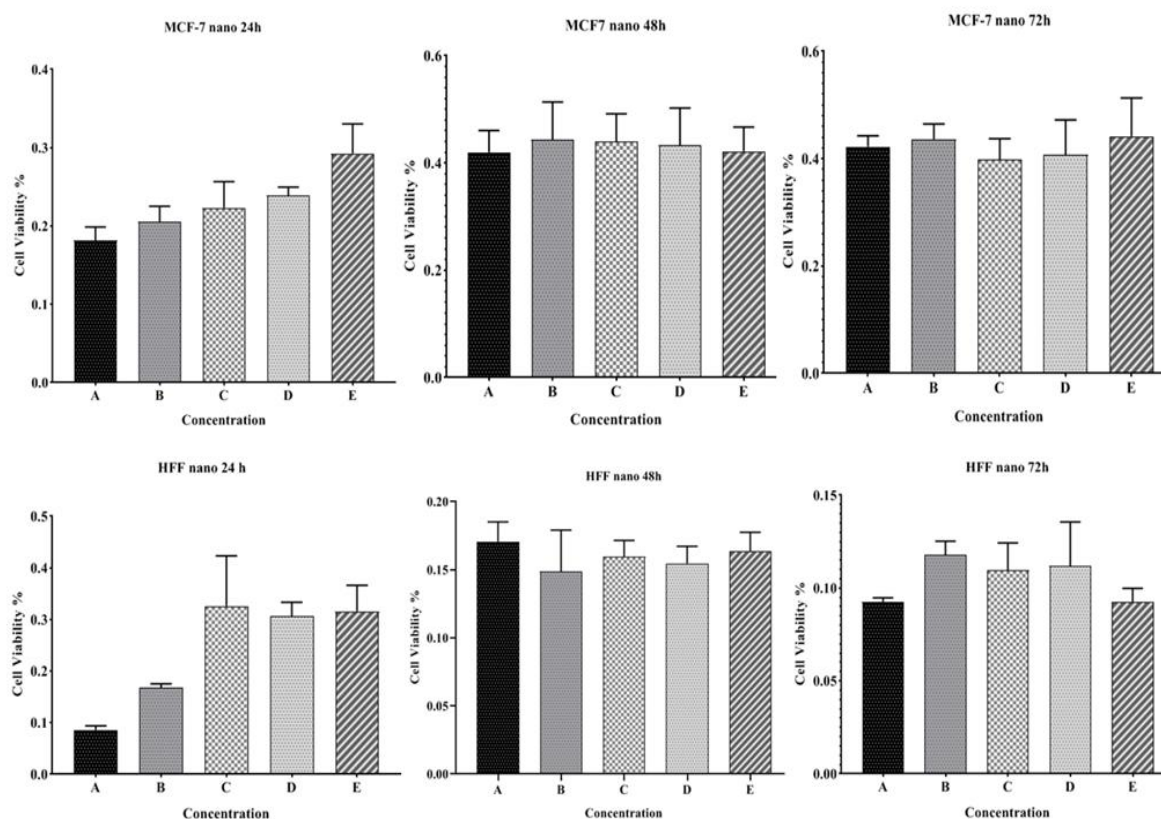 MCF-7 nano 24h
0.4
0.3
0.2
0.1
0.0
Cell Viability %
A B C D E
Concentration
MCF7 nano 48h
0.6
0.4
0.2
0.0
Cell Viability %
A B C D E
Concentration
MCF-7 nano 72h
0.6
0.4
0.2
0.0
Cell Viability %
A B C D E
Concentration
HFF nano 24 h
0.5
0.4
0.3
0.2
0.1
0.0
Cell Viability %
A B C D E
Concentration
HFF nano 48h
0.20
0.15
0.10
0.05
0.00
Cell Viability %
A B C D E
Concentration
HFF nano 72h
0.15
0.10
0.05
0.00
Cell Viability %
A B C D E
Concentration